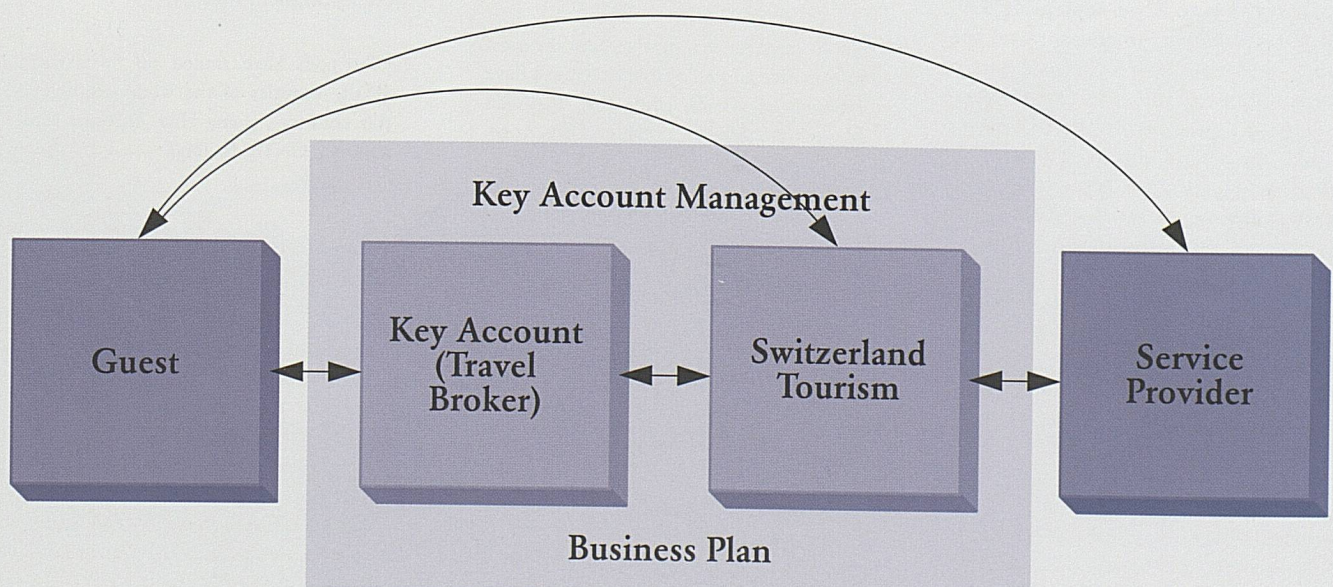 Key Account Management
Guest
Key Account
(Travel
Broker)
Switzerland
Tourism
Service
Provider
Business Plan